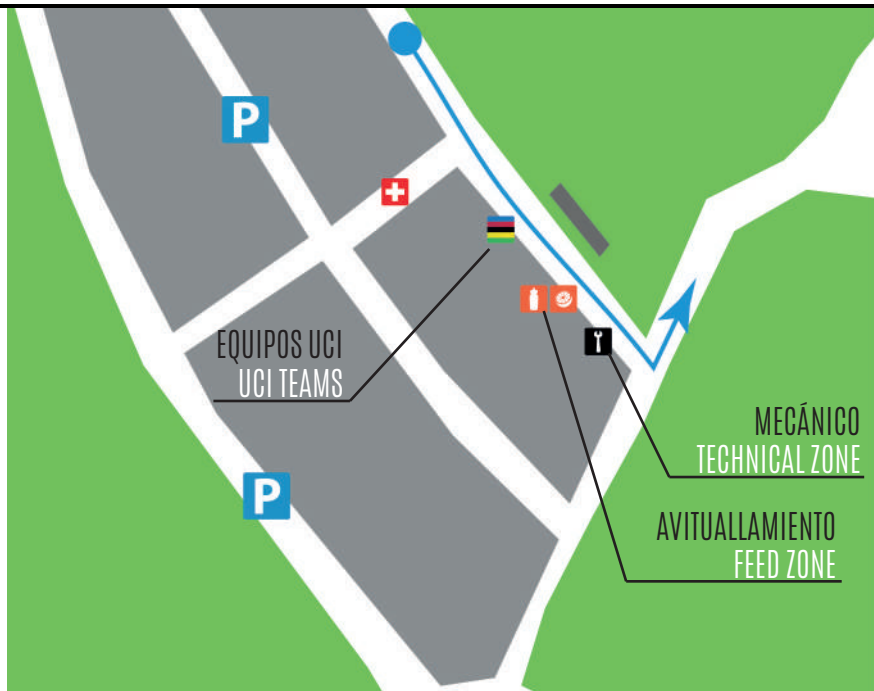 P
EQUIPOS UCI
UCI TEAMS
MECÁNICO
TECHNICAL ZONE
P
AVITUALLAMIENTO
FEED ZONE